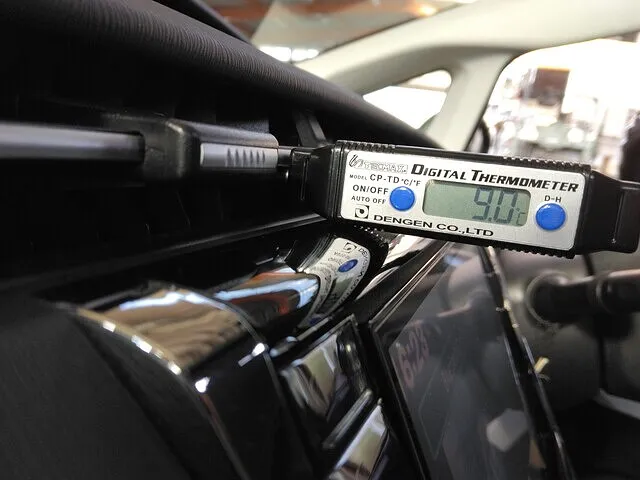 DIGITAL THERMOMETER
MODEL CP-TD °C/°F
ON/OFF
AUTO OFF
9.0°C
D-H
DENGEN CO.,LTD